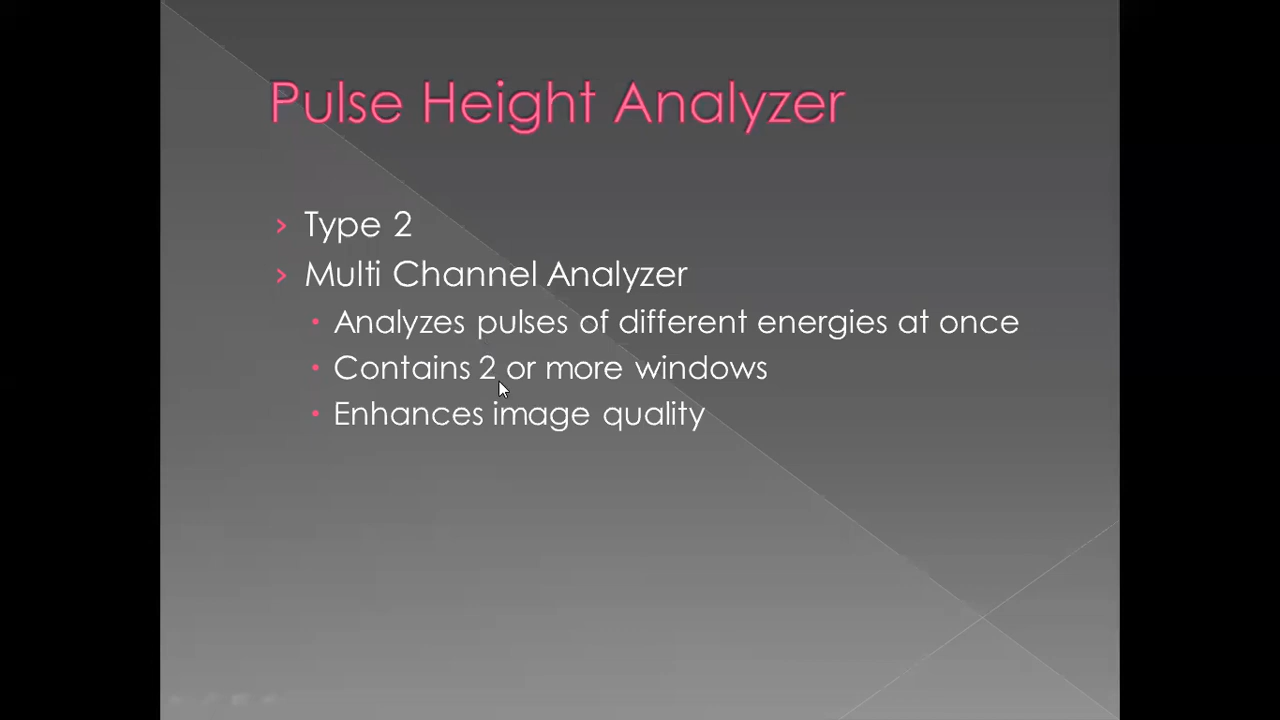 Pulse Height Analyzer
Type 2
Multi Channel Analyzer
Analyzes pulses of different energies at once
Contains 2 or more windows
Enhances image quality